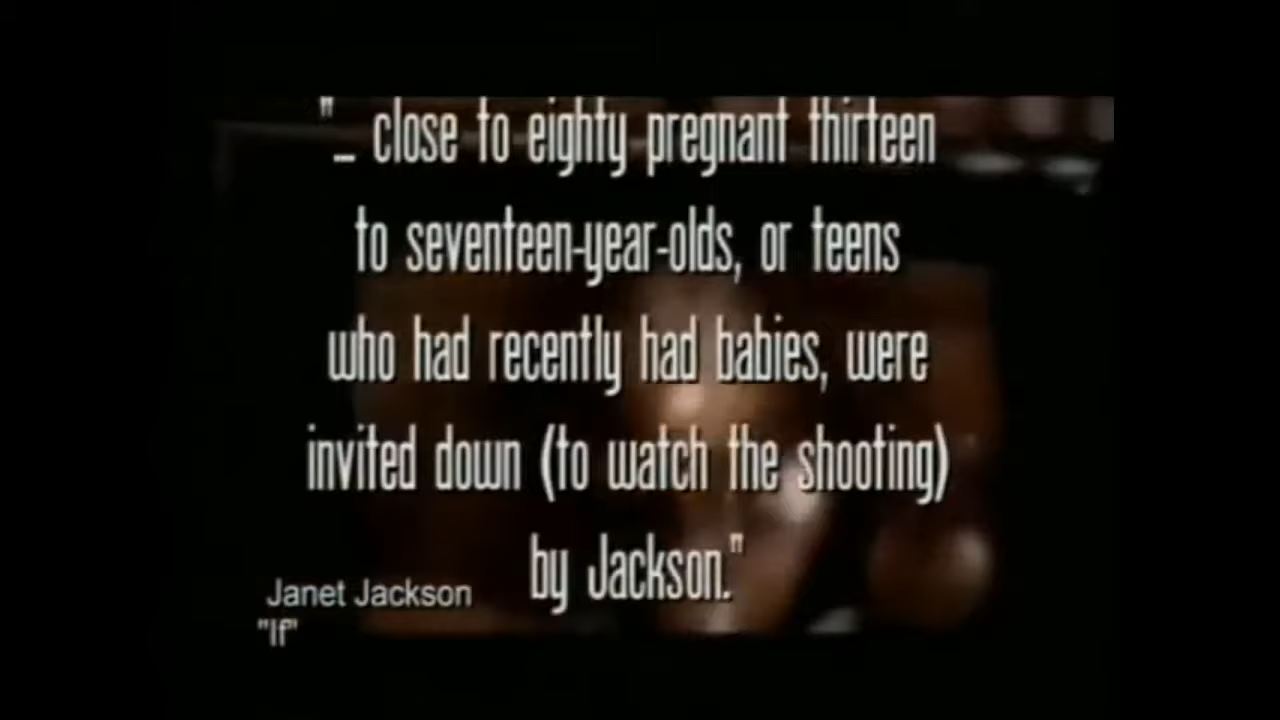 "... close to eighty pregnant thirteen
to seventeen-year-olds, or teens
who had recently had babies, were
invited down (to watch the shooting)
by Jackson."
Janet Jackson
"If"